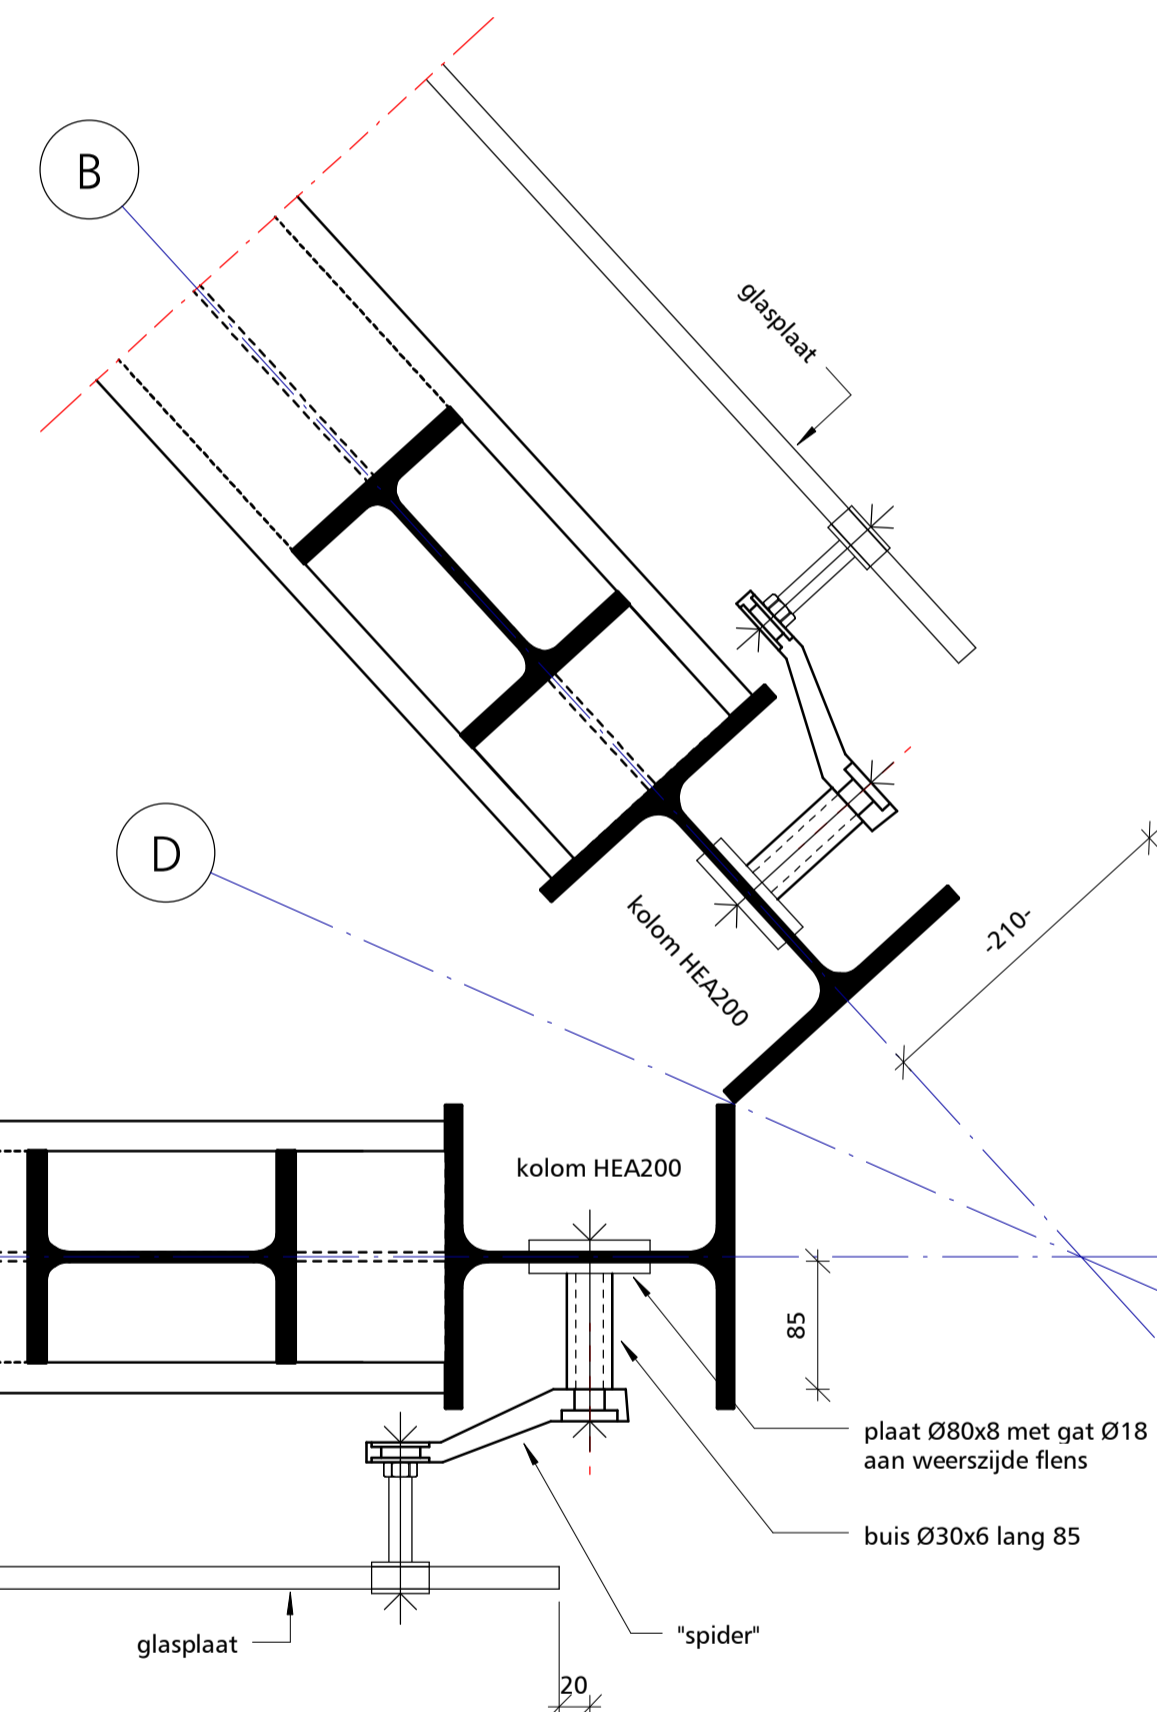 B
glasplaat
D
kolom HEA200
-210-
kolom HEA200
85
plaat Ø80x8 met gat Ø18
aan weerszijde flens
buis Ø30x6 lang 85
glasplaat
"spider"
20